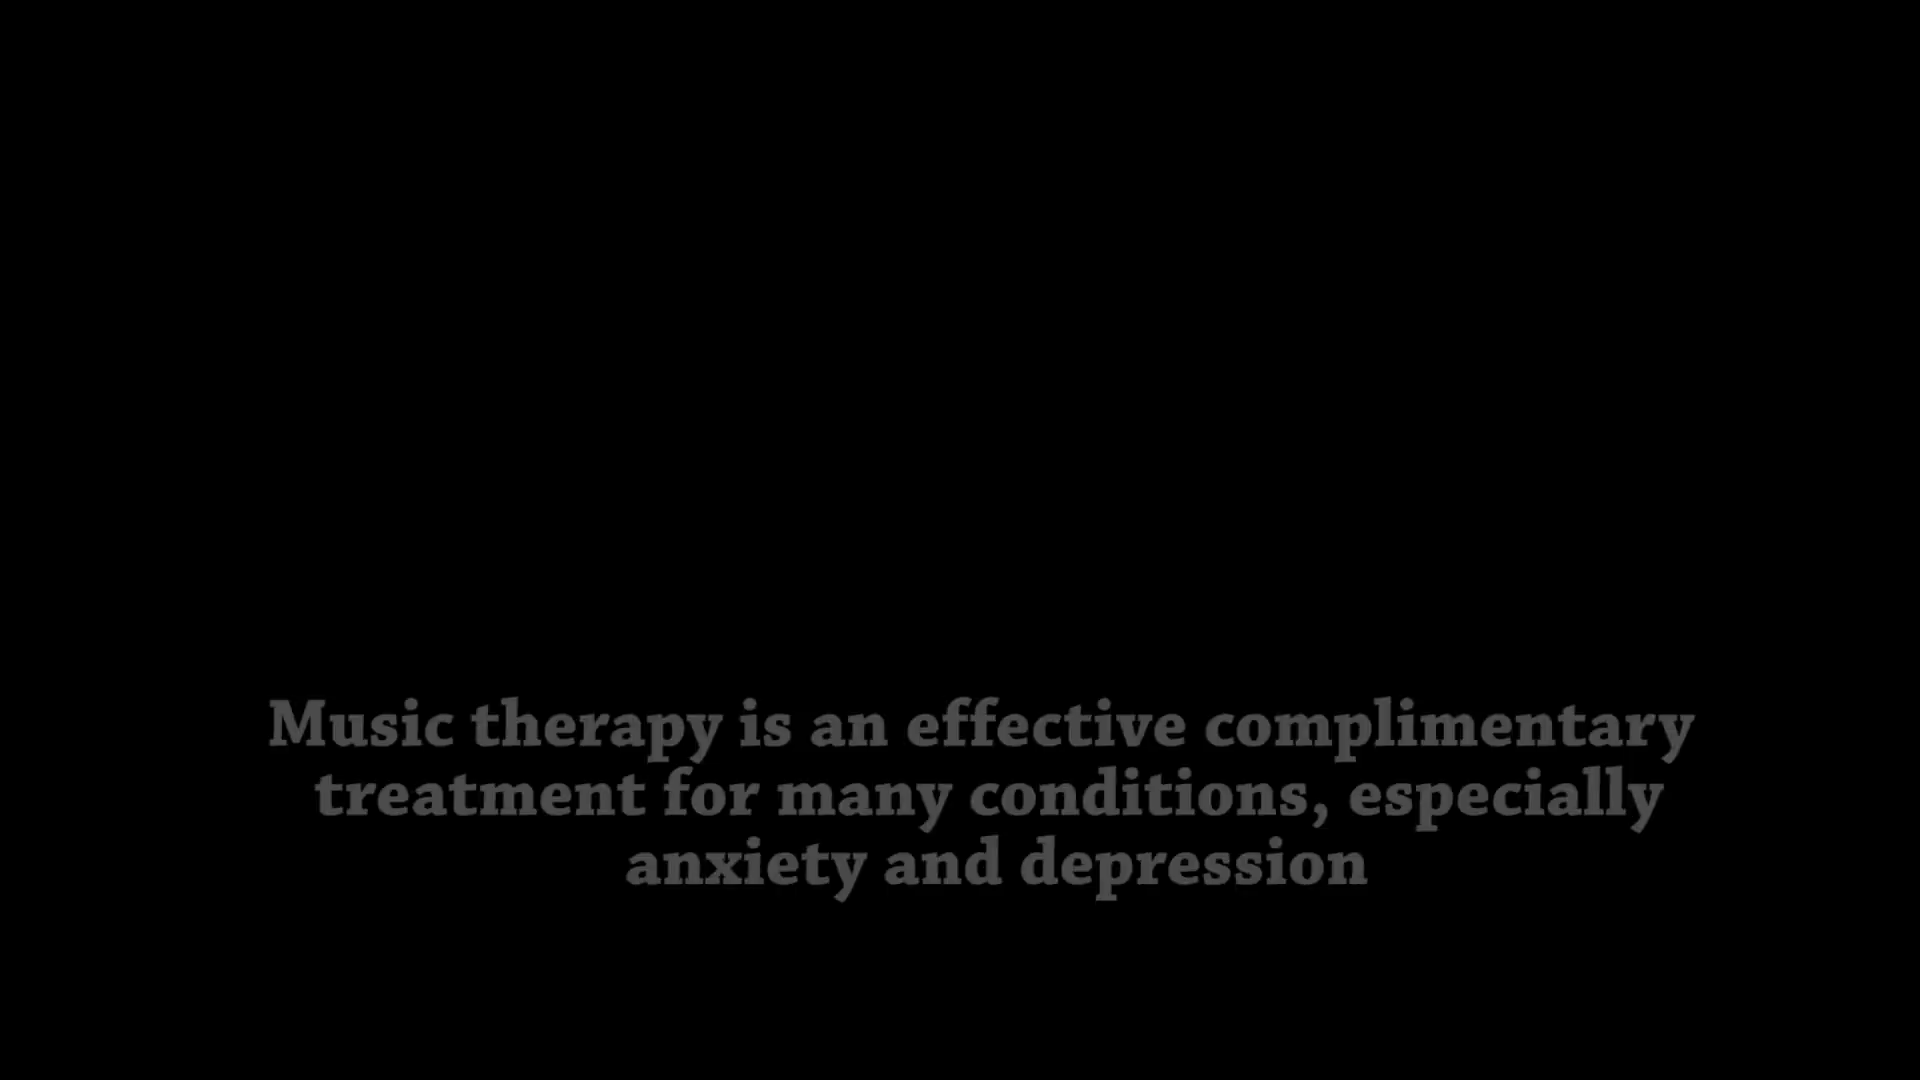 Music therapy is an effective complimentary
treatment for many conditions, especially
anxiety and depression